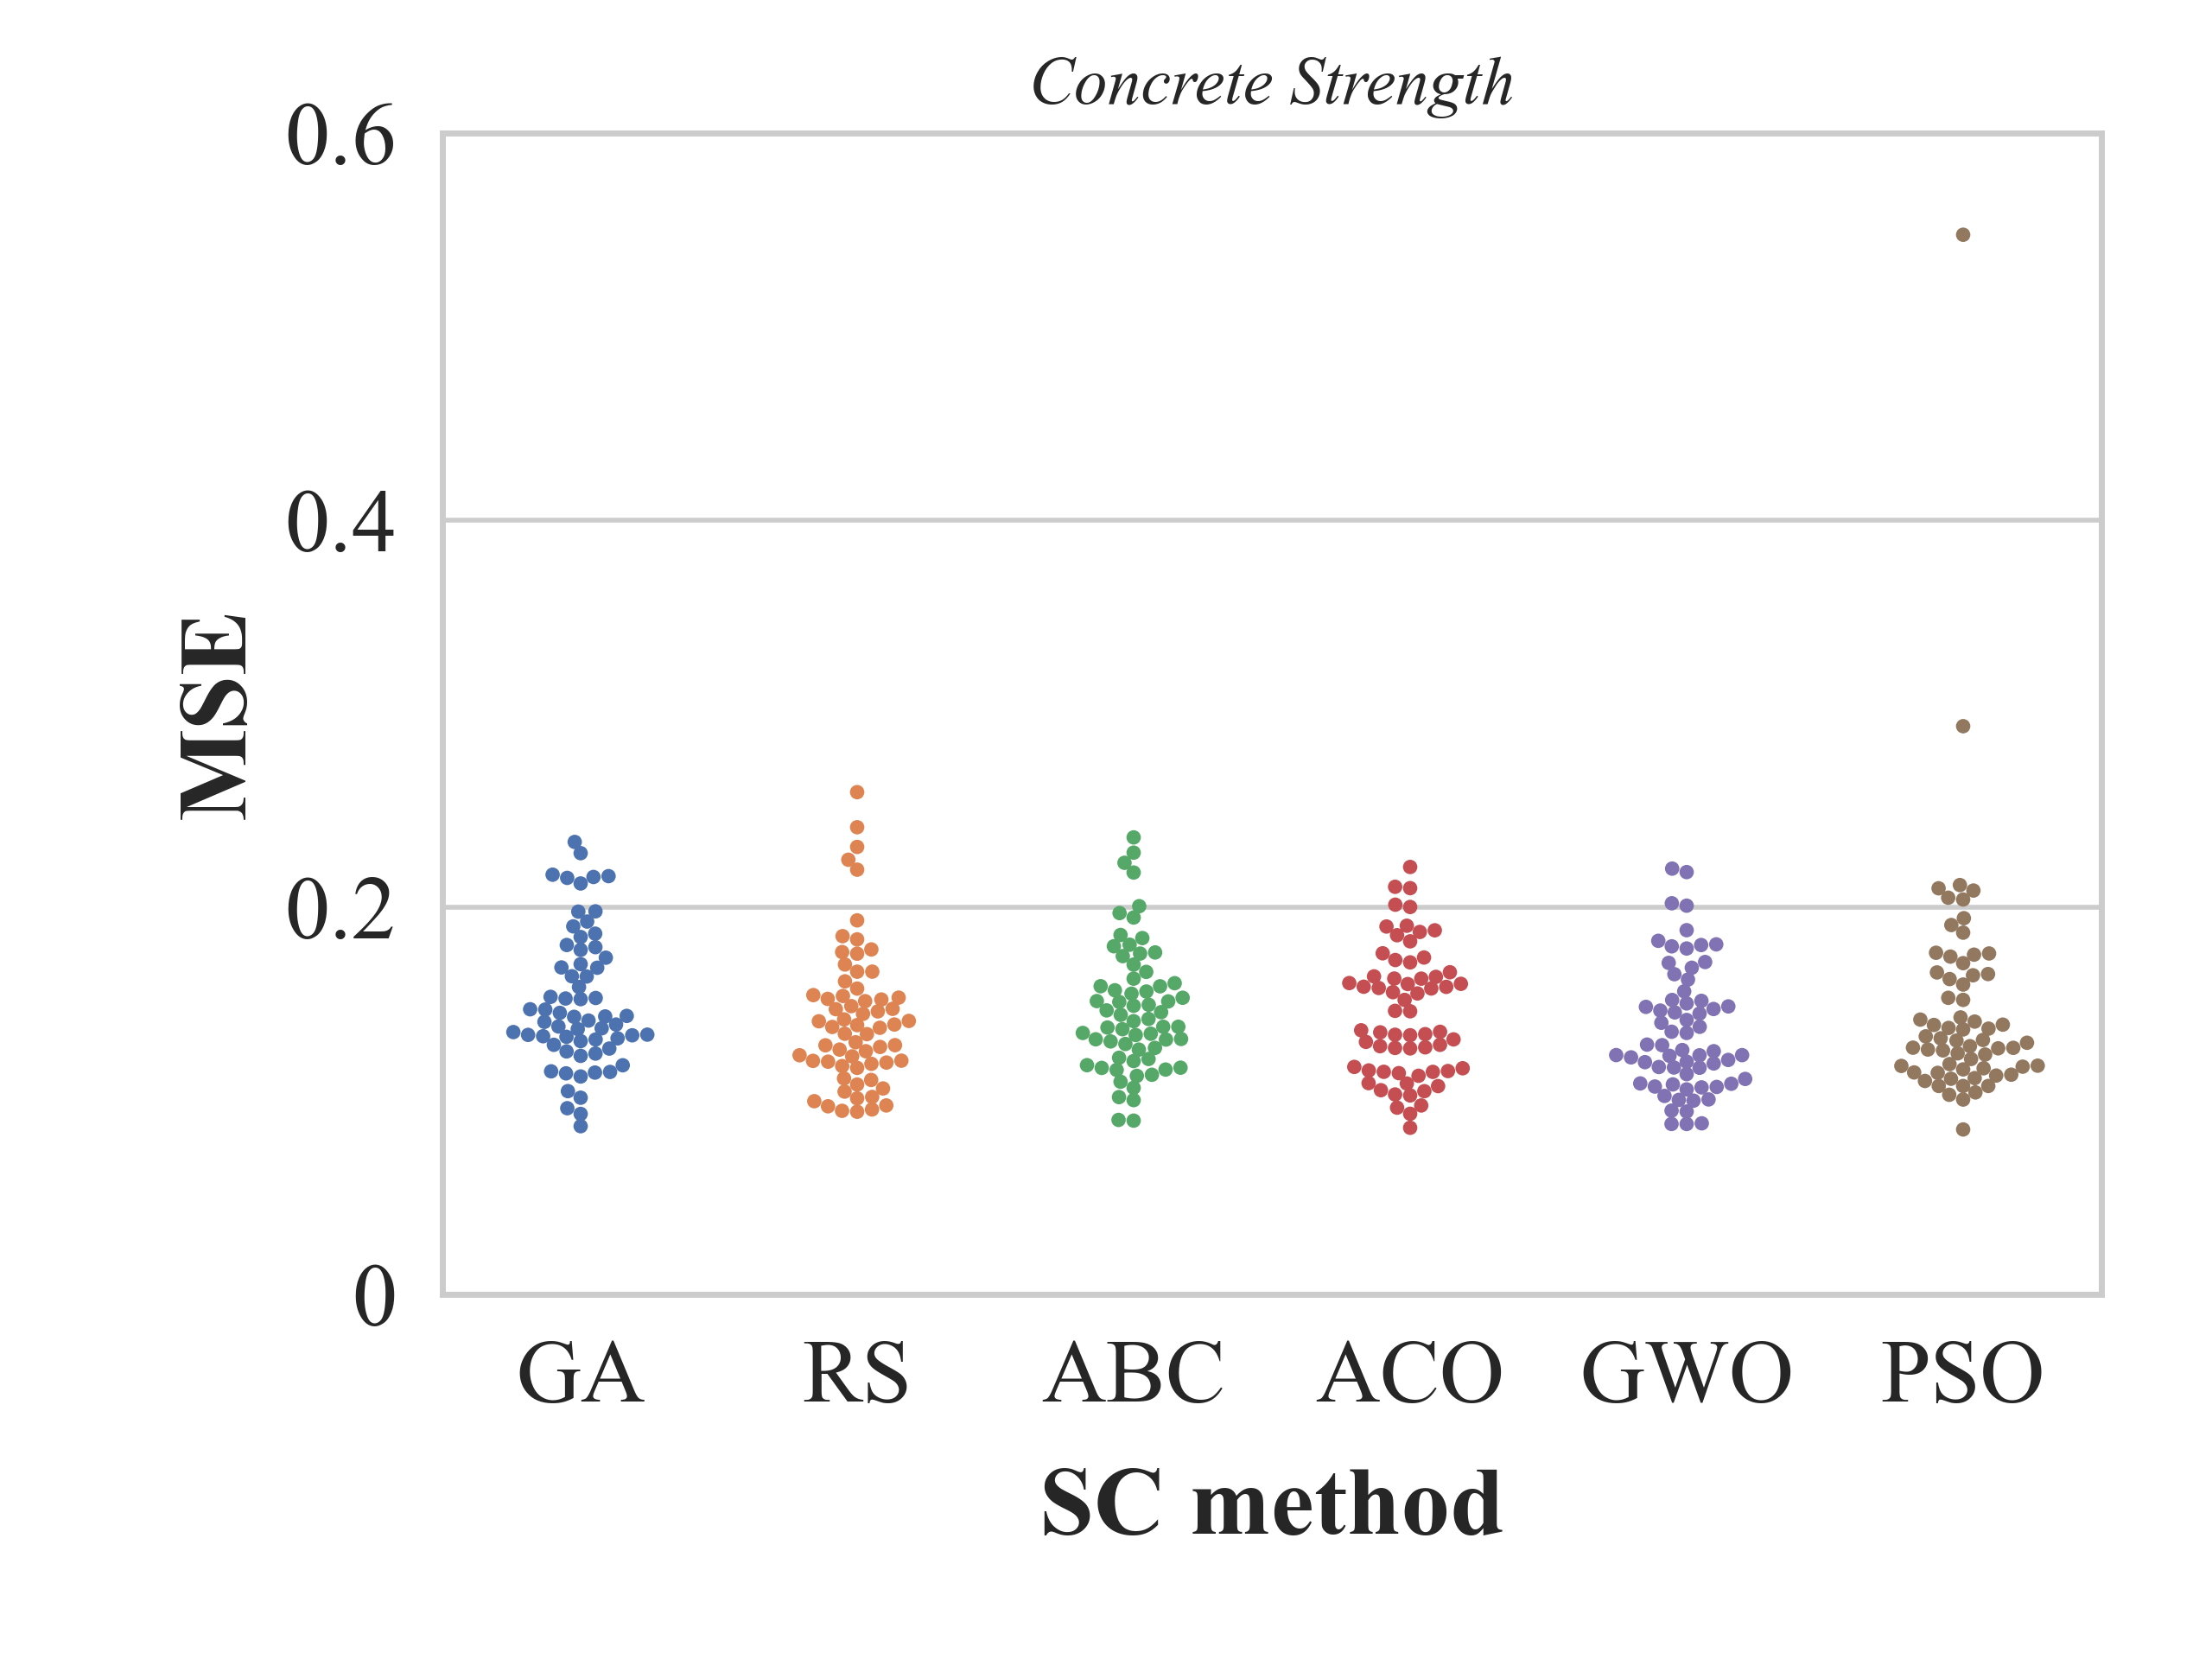 Concrete Strength
0.6
0.4
0.2
0
MSE
GA RS ABC ACO GWO PSO
SC method